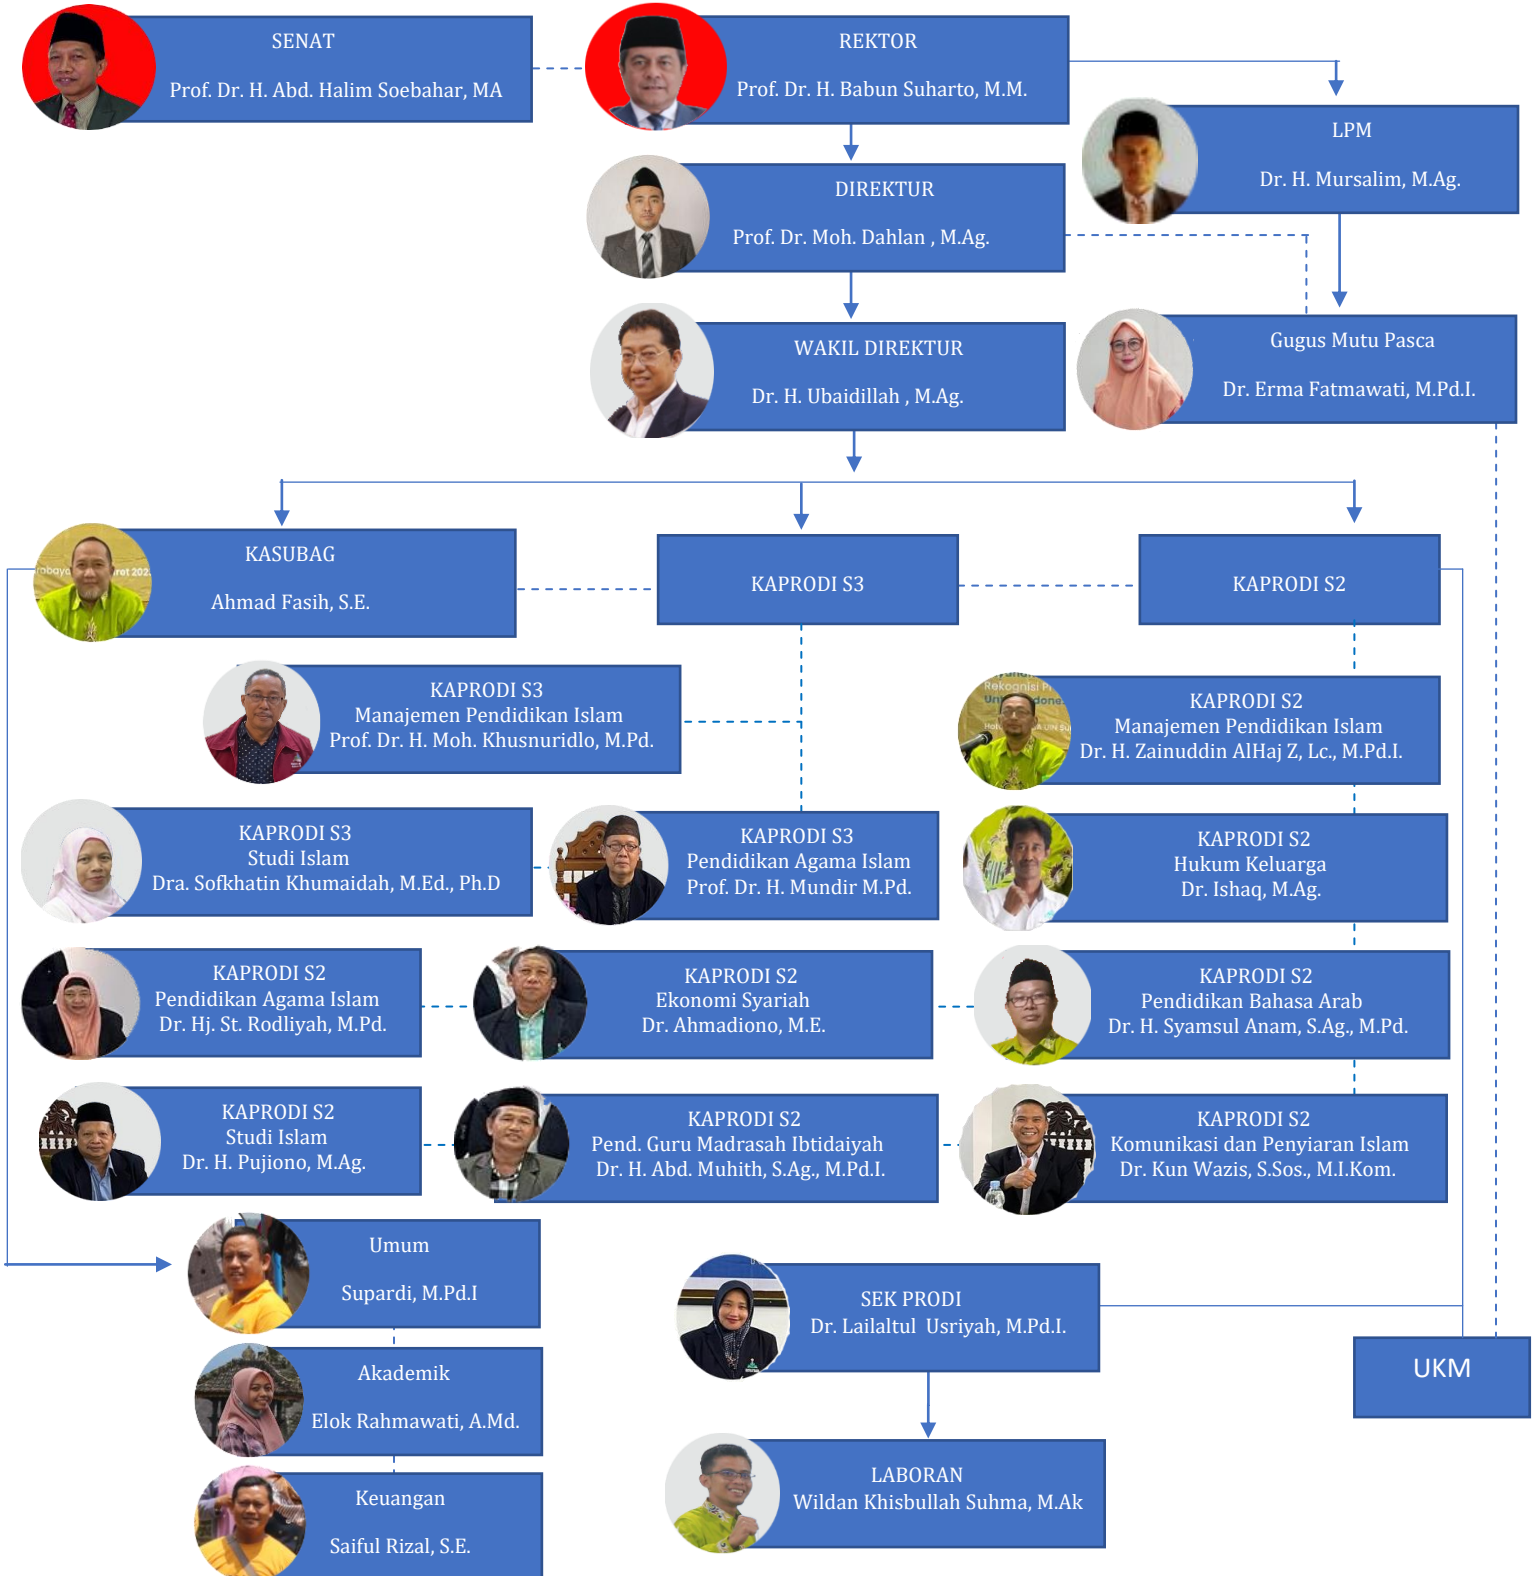 SENAT
Prof. Dr. H. Abd. Halim Soebahar, MA
REKTOR
Prof. Dr. H. Babun Suharto, M.M.
LPM
Dr. H. Mursalim, M.Ag.
DIREKTUR
Prof. Dr. Moh. Dahlan , M.Ag.
WAKIL DIREKTUR
Dr. H. Ubaidillah , M.Ag.
Gugus Mutu Pasca
Dr. Erma Fatmawati, M.Pd.I.
KASUBAG
Ahmad Fasih, S.E.
KAPRODI S3
KAPRODI S2
KAPRODI S3
Manajemen Pendidikan Islam
Prof. Dr. H. Moh. Khusnuridlo, M.Pd.
Rekognisi
KAPRODI S2
Manajemen Pendidikan Islam
Dr. H. Zainuddin AlHaj Z, Lc., M.Pd.I.
KAPRODI S3
Studi Islam
Dra. Sofkhatin Khumaidah, M.Ed., Ph.D
KAPRODI S3
Pendidikan Agama Islam
Prof. Dr. H. Mundir M.Pd.
KAPRODI S2
Hukum Keluarga
Dr. Ishaq, M.Ag.
KAPRODI S2
Pendidikan Agama Islam
Dr. Hj. St. Rodliyah, M.Pd.
KAPRODI S2
Ekonomi Syariah
Dr. Ahmadiono, M.E.
KAPRODI S2
Pendidikan Bahasa Arab
Dr. H. Syamsul Anam, S.Ag., M.Pd.
KAPRODI S2
Studi Islam
Dr. H. Pujiono, M.Ag.
KAPRODI S2
Pend. Guru Madrasah Ibtidaiyah
Dr. H. Abd. Muhith, S.Ag., M.Pd.I.
KAPRODI S2
Komunikasi dan Penyiaran Islam
Dr. Kun Wazis, S.Sos., M.I.Kom.
Umum
Supardi, M.Pd.I
SEK PRODI
Dr. Lailaltul Usriyah, M.Pd.I.
UKM
Akademik
Elok Rahmawati, A.Md.
LABORAN
Wildan Khisbullah Suhma, M.Ak
Keuangan
Saiful Rizal, S.E.